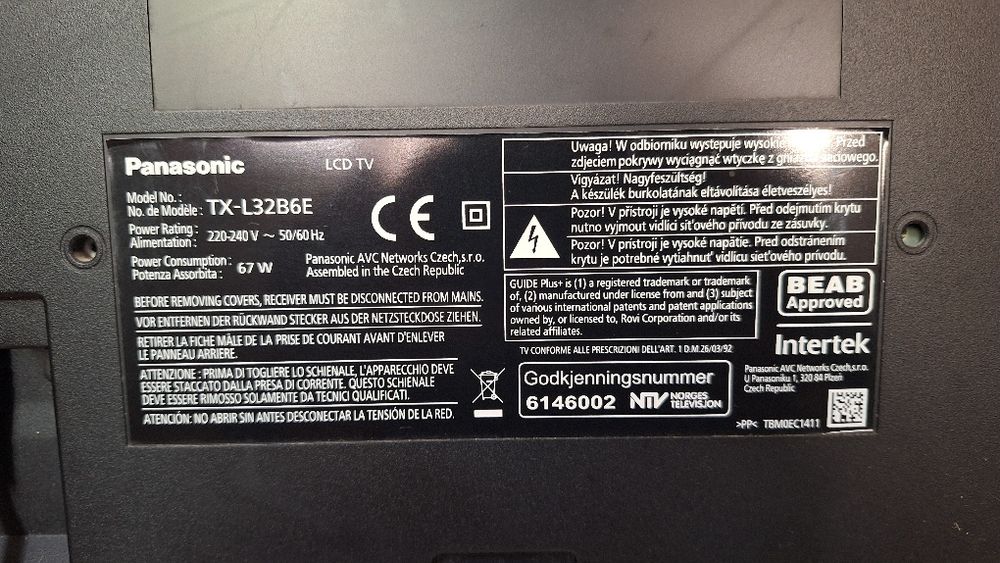 Panasonic
LCD TV
Model No. :
No. de Modèle : TX-L32B6E
Power Rating :
Alimentation : 220-240 V ~ 50/60 Hz
Power Consumption :
Potenza Assorbita : 67 W
Panasonic AVC Networks Czech,s.r.o.
Assembled in the Czech Republic
BEFORE REMOVING COVERS, RECEIVER MUST BE DISCONNECTED FROM MAINS.
VOR ENTFERNEN DER RÜCKWAND STECKER AUS DER NETZSTECKDOSE ZIEHEN.
RETIRER LA FICHE MÂLE DE LA PRISE DE COURANT AVANT D'ENLEVER
LE PANNEAU ARRIERE.
ATTENZIONE : PRIMA DI TOGLIERE LO SCHIENALE, L'APPARECCHIO DEVE
ESSERE STACCATO DALLA PRESA DI CORRENTE. QUESTO SCHIENALE
DEVE ESSERE RIMOSSO SOLAMENTE DA TECNICI QUALIFICATI.
ATENCIÓN: NO ABRIR SIN ANTES DESCONECTAR LA TENSIÓN DE LA RED.
Uwaga! W odbiorniku wystepuje wysokie Przed
zdjeciem pokrywy wyciągnąć wtyczkę z sieciowego.
Vigyázat! Nagyfeszültség!
A készülék burkolatának eltávolítása életveszélyes!
Pozor! V přístroji je vysoké napětí. Před odejmutím krytu
nutno vyjmout vidlici síťového přívodu ze zásuvky.
Pozor! V prístroji je vysoké napätie. Pred odstránením
krytu je potrebné vytiahnuť vidlicu sieťového prívodu.
GUIDE Plus+ is (1) a registered trademark or trademark
of, (2) manufactured under license from and (3) subject
of various international patents and patent applications
owned by, or licensed to, Rovi Corporation and/or its
related affiliates.
BEAB
Approved
Intertek
TV CONFORME ALLE PRESCRIZIONI DELL'ART. 1 D.M.26/03/92
Godkjenningsnummer
6146002 NTV NORGES
TELEVISJON
Panasonic AVC Networks Czech,s.r.o.
U Panasoniku 1, 320 84 Plzeň
Czech Republic
>PP< TBM0EC1411